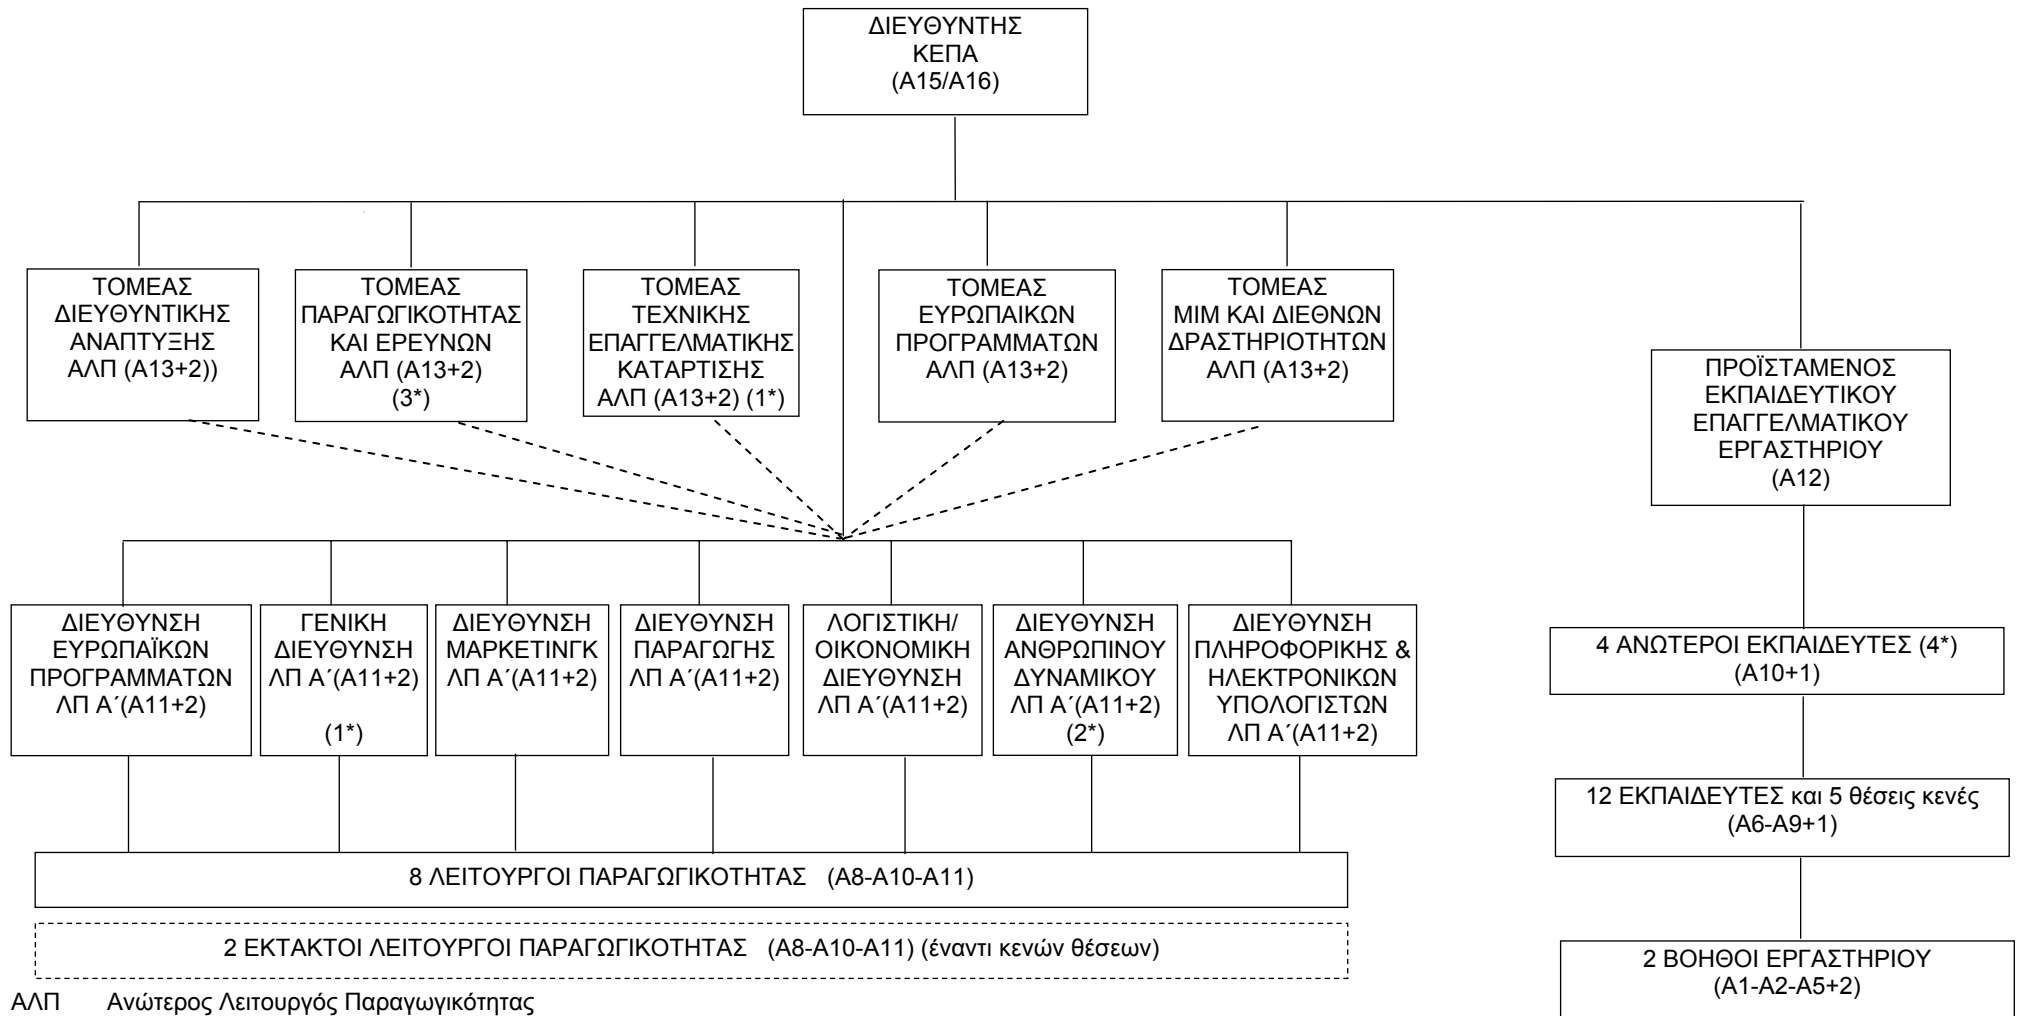 ΔΙΕΥΘΥΝΤΗΣ
ΚΕΠΑ
(Α15/Α16)
ΤΟΜΕΑΣ
ΔΙΕΥΘΥΝΤΙΚΗΣ
ΑΝΑΠΤΥΞΗΣ
ΑΛΠ (Α13+2))
ΤΟΜΕΑΣ
ΠΑΡΑΓΩΓΙΚΟΤΗΤΑΣ
ΚΑΙ ΕΡΕΥΝΩΝ
ΑΛΠ (Α13+2)
(3*)
ΤΟΜΕΑΣ
ΤΕΧΝΙΚΗΣ
ΕΠΑΓΓΕΛΜΑΤΙΚΗΣ
ΚΑΤΑΡΤΙΣΗΣ
ΑΛΠ (Α13+2) (1*)
ΤΟΜΕΑΣ
ΕΥΡΩΠΑΙΚΩΝ
ΠΡΟΓΡΑΜΜΑΤΩΝ
ΑΛΠ (Α13+2)
ΤΟΜΕΑΣ
ΜΙΜ ΚΑΙ ΔΙΕΘΝΩΝ
ΔΡΑΣΤΗΡΙΟΤΗΤΩΝ
ΑΛΠ (Α13+2)
ΠΡΟΪΣΤΑΜΕΝΟΣ
ΕΚΠΑΙΔΕΥΤΙΚΟΥ
ΕΠΑΓΓΕΛΜΑΤΙΚΟΥ
ΕΡΓΑΣΤΗΡΙΟΥ
(Α12)
ΔΙΕΥΘΥΝΣΗ
ΕΥΡΩΠΑΪΚΩΝ
ΠΡΟΓΡΑΜΜΑΤΩΝ
ΛΠ Α΄(Α11+2)
ΓΕΝΙΚΗ
ΔΙΕΥΘΥΝΣΗ
ΛΠ Α΄(Α11+2)
(1*)
ΔΙΕΥΘΥΝΣΗ
ΜΑΡΚΕΤΙΝΓΚ
ΛΠ Α΄(Α11+2)
ΔΙΕΥΘΥΝΣΗ
ΠΑΡΑΓΩΓΗΣ
ΛΠ Α΄(Α11+2)
ΛΟΓΙΣΤΙΚΗ/
ΟΙΚΟΝΟΜΙΚΗ
ΔΙΕΥΘΥΝΣΗ
ΛΠ Α΄(Α11+2)
ΔΙΕΥΘΥΝΣΗ
ΑΝΘΡΩΠΙΝΟΥ
ΔΥΝΑΜΙΚΟΥ
ΛΠ Α΄(Α11+2)
(2*)
ΔΙΕΥΘΥΝΣΗ
ΠΛΗΡΟΦΟΡΙΚΗΣ &
ΗΛΕΚΤΡΟΝΙΚΩΝ
ΥΠΟΛΟΓΙΣΤΩΝ
ΛΠ Α΄(Α11+2)
4 ΑΝΩΤΕΡΟΙ ΕΚΠΑΙΔΕΥΤΕΣ (4*)
(Α10+1)
12 ΕΚΠΑΙΔΕΥΤΕΣ και 5 θέσεις κενές
(Α6-Α9+1)
8 ΛΕΙΤΟΥΡΓΟΙ ΠΑΡΑΓΩΓΙΚΟΤΗΤΑΣ (Α8-Α10-Α11)
2 ΕΚΤΑΚΤΟΙ ΛΕΙΤΟΥΡΓΟΙ ΠΑΡΑΓΩΓΙΚΟΤΗΤΑΣ (Α8-Α10-Α11) (έναντι κενών θέσεων)
2 ΒΟΗΘΟΙ ΕΡΓΑΣΤΗΡΙΟΥ
(Α1-Α2-Α5+2)
ΑΛΠ Ανώτερος Λειτουργός Παραγωγικότητας